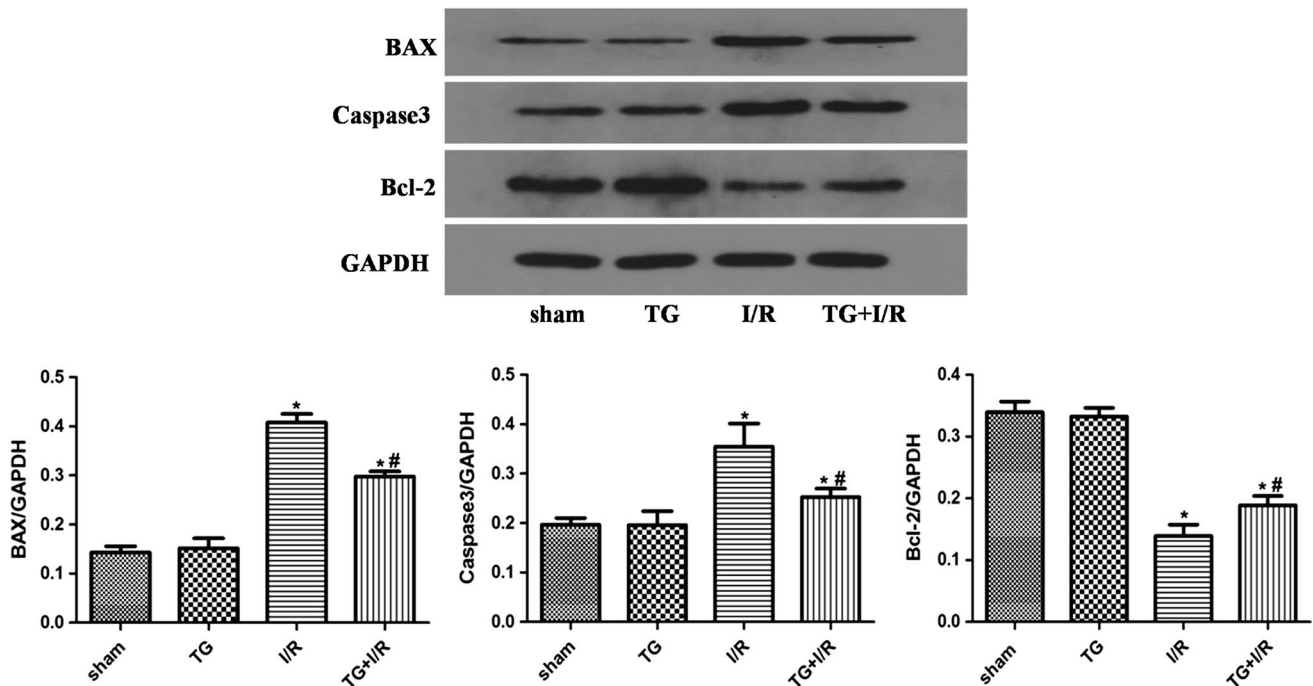 BAX
Caspase3
Bcl-2
GAPDH
sham TG I/R TG+I/R
BAX/GAPDH
0.5
0.4
0.3
0.2
0.1
0.0
*
*#
sham TG I/R TG+I/R
Caspase3/GAPDH
0.5
0.4
0.3
0.2
0.1
0.0
*
*#
sham TG I/R TG+I/R
Bcl-2/GAPDH
0.4
0.3
0.2
0.1
0.0
*
*#
sham TG I/R TG+I/R